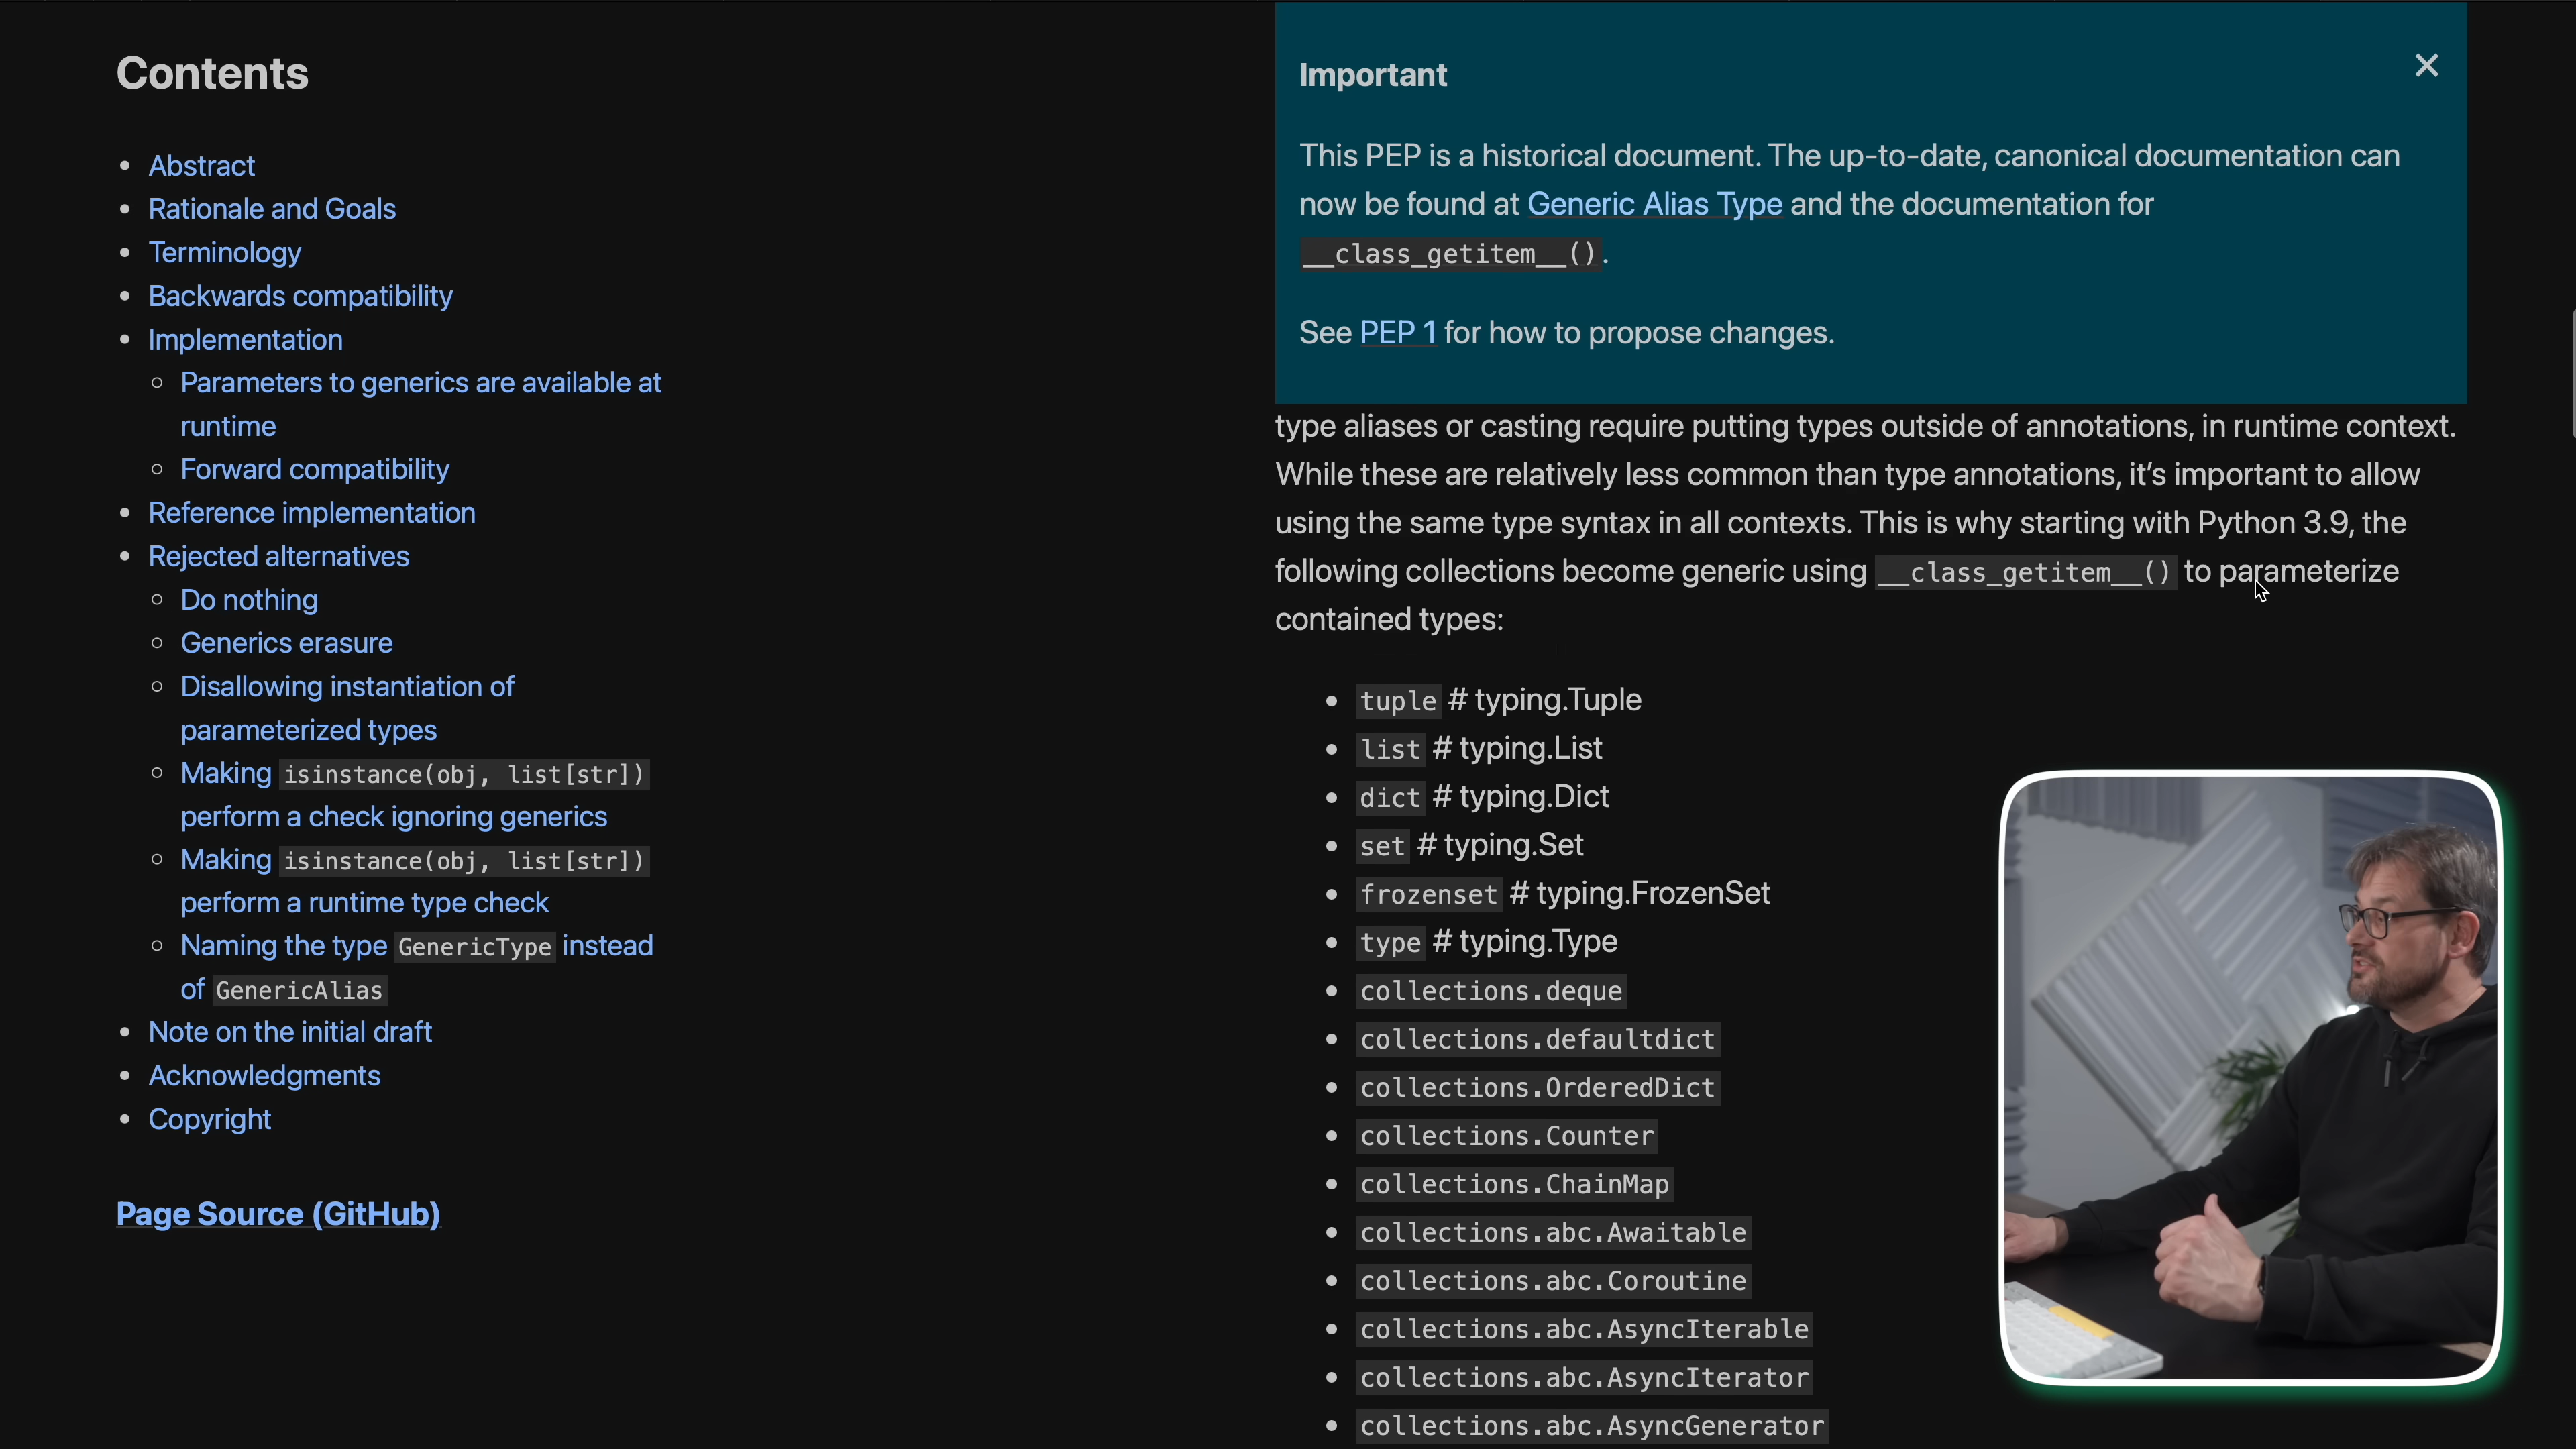 Contents
Abstract
Rationale and Goals
Terminology
Backwards compatibility
Implementation
Parameters to generics are available at
runtime
Forward compatibility
Reference implementation
Rejected alternatives
Do nothing
Generics erasure
Disallowing instantiation of
parameterized types
Making isinstance(obj, list[str])
perform a check ignoring generics
Making isinstance(obj, list[str])
perform a runtime type check
Naming the type GenericType instead
of GenericAlias
Note on the initial draft
Acknowledgments
Copyright
Page Source (GitHub)
Important
This PEP is a historical document. The up-to-date, canonical documentation can
now be found at Generic Alias Type and the documentation for
__class_getitem__().
See PEP 1 for how to propose changes.
type aliases or casting require putting types outside of annotations, in runtime context.
While these are relatively less common than type annotations, it’s important to allow
using the same type syntax in all contexts. This is why starting with Python 3.9, the
following collections become generic using __class_getitem__() to parameterize
contained types:
tuple # typing.Tuple
list # typing.List
dict # typing.Dict
set # typing.Set
frozenset # typing.FrozenSet
type # typing.Type
collections.deque
collections.defaultdict
collections.OrderedDict
collections.Counter
collections.ChainMap
collections.abc.Awaitable
collections.abc.Coroutine
collections.abc.AsyncIterable
collections.abc.AsyncIterator
collections.abc.AsyncGenerator